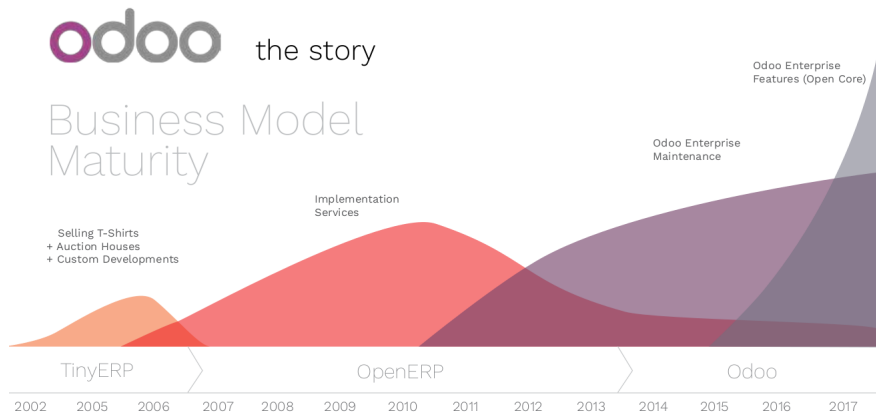 odoo the story
Business Model
Maturity
Odoo Enterprise
Features (Open Core)
Odoo Enterprise
Maintenance
Implementation
Services
Selling T-Shirts
+ Auction Houses
+ Custom Developments
TinyERP OpenERP Odoo
2002 2005 2006 2007 2008 2009 2010 2011 2012 2013 2014 2015 2016 2017